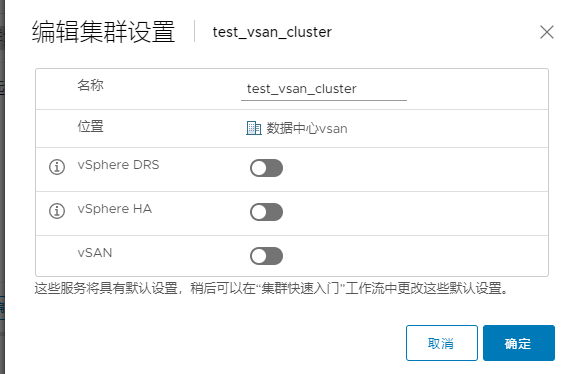 编辑集群设置 test_vsan_cluster
名称 test_vsan_cluster
位置 数据中心vsan
vSphere DRS
vSphere HA
vSAN
这些服务将具有默认设置，稍后可以在“集群快速入门”工作流中更改这些默认设置。
取消 确定